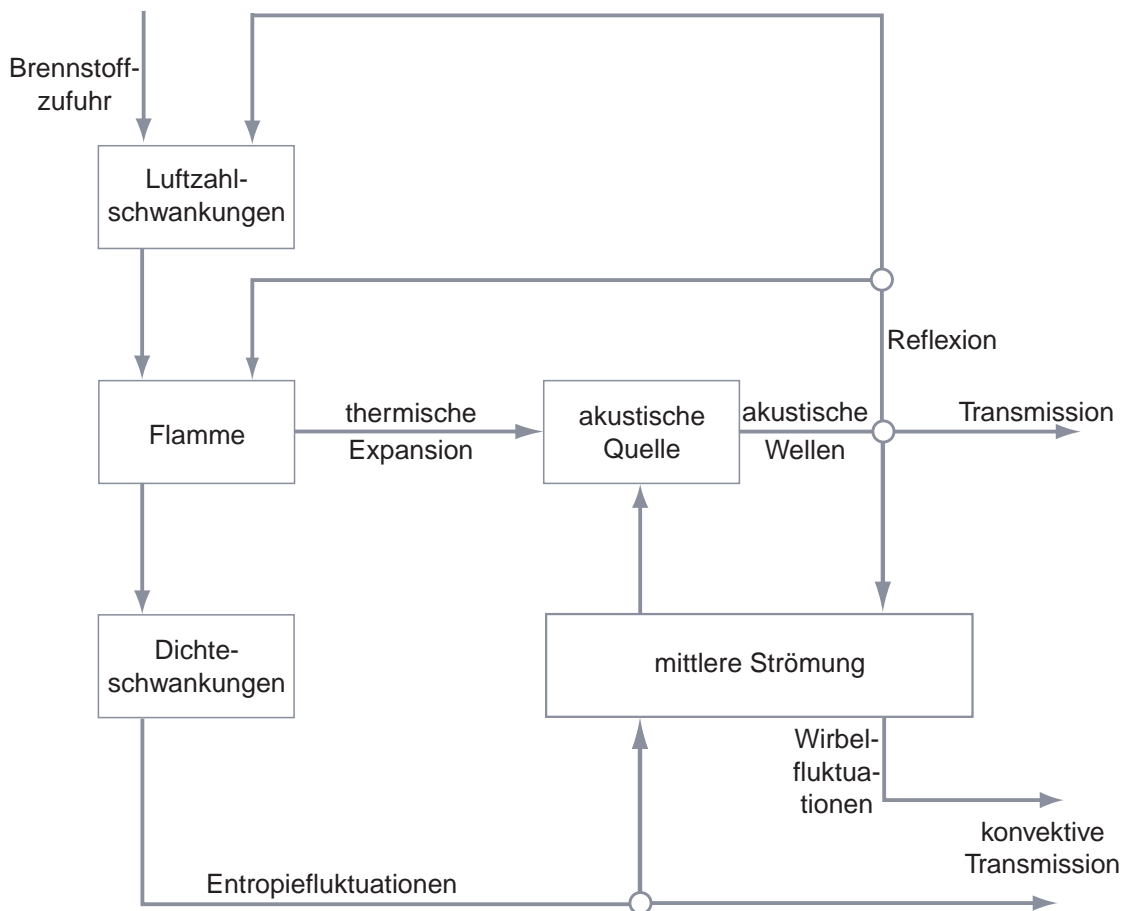 Brennstoff-
zufuhr
Luftzahl-
schwankungen
Reflexion
Flamme
thermische
Expansion
akustische
Quelle
akustische
Wellen
Transmission
Dichte-
schwankungen
mittlere Strömung
Wirbel-
fluktua-
tionen
konvektive
Transmission
Entropiefluktuationen